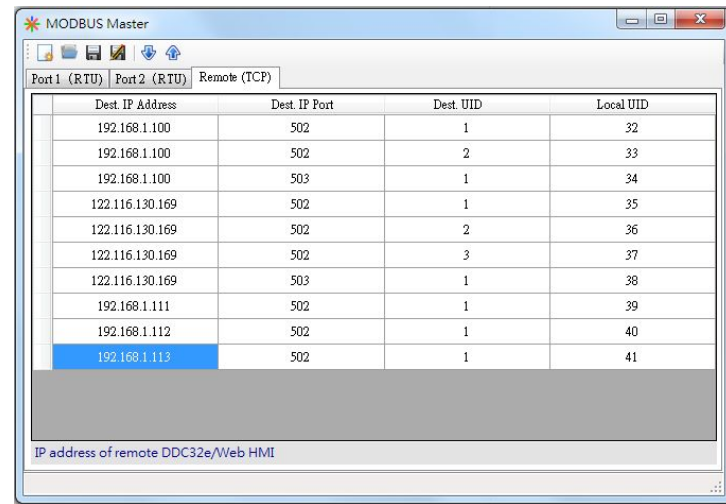 MODBUS Master
Port 1 (RTU) Port 2 (RTU) Remote (TCP)
Dest. IP Address Dest. IP Port Dest. UID Local UID
192.168.1.100 502 1 32
192.168.1.100 502 2 33
192.168.1.100 503 1 34
122.116.130.169 502 1 35
122.116.130.169 502 2 36
122.116.130.169 502 3 37
122.116.130.169 503 1 38
192.168.1.111 502 1 39
192.168.1.112 502 1 40
192.168.1.113 502 1 41
IP address of remote DDC32e/Web HMI